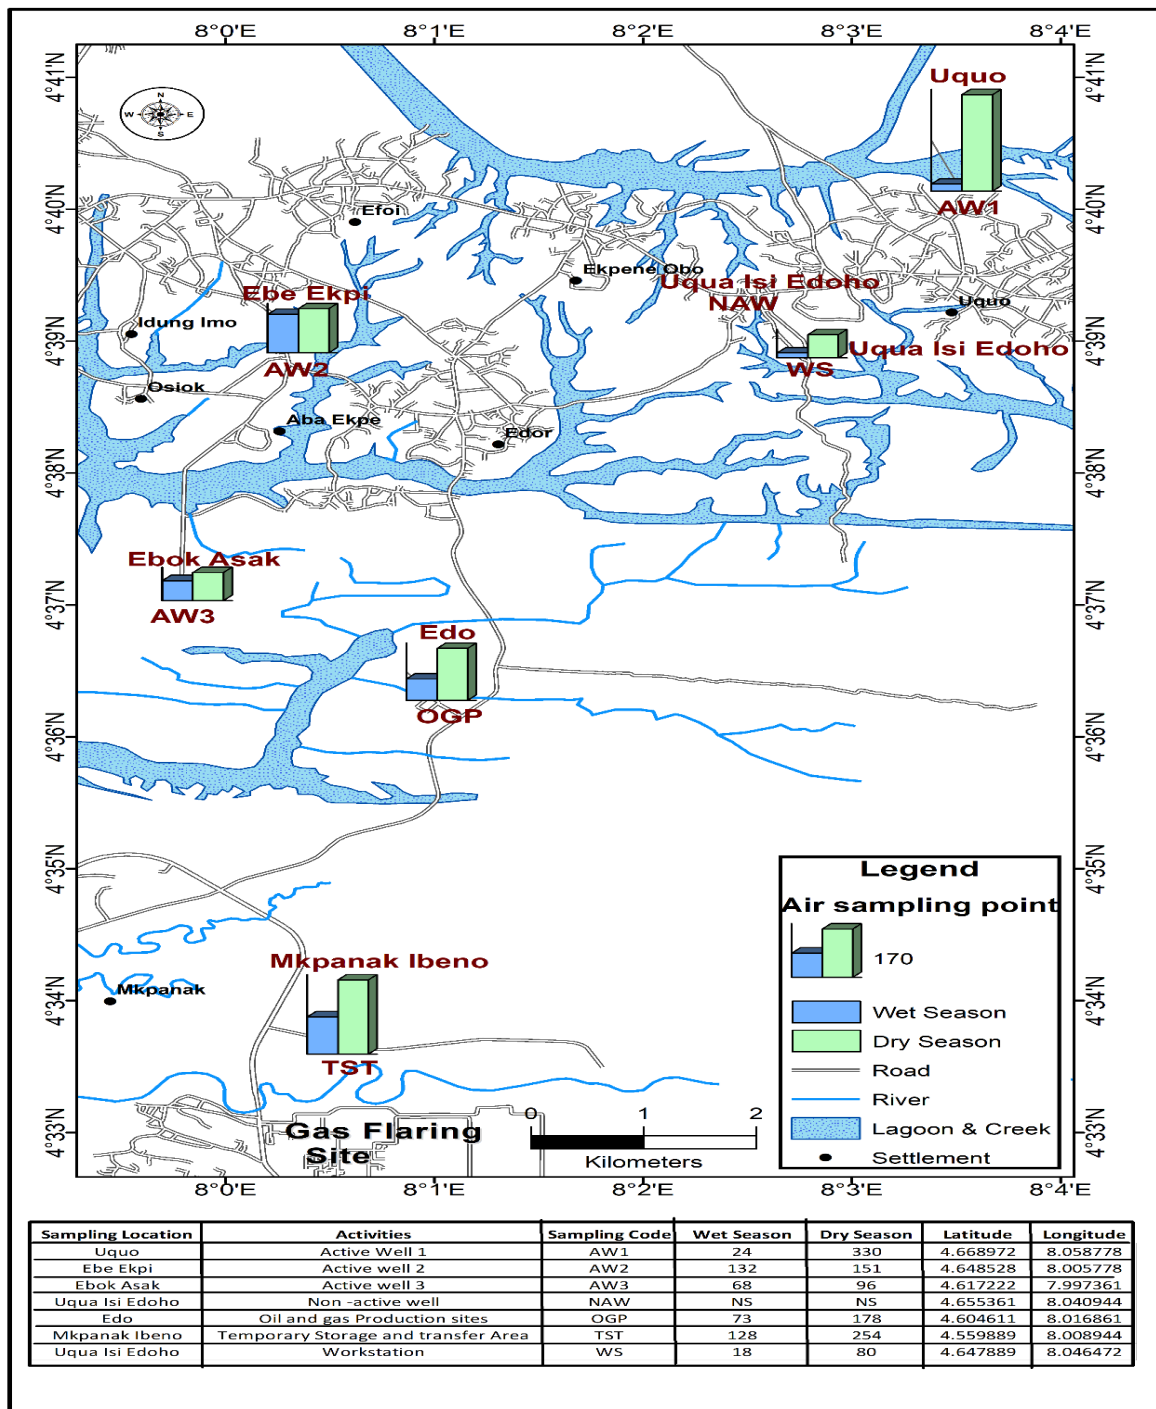 8°0'E 8°1'E 8°2'E 8°3'E 8°4'E
4°41'N 4°41'N
Uquo
N
W E
S
4°40'N 4°40'N
AW1
Efoi
Ekpene Obo
Uqua Isi Edoho
NAW
Uquo
Ebe Ekpi
Idung Imo
4°39'N 4°39'N
Uqua Isi Edoho
WS
AW2
Osiok
Aba Ekpe
Edor
4°38'N 4°38'N
Ebok Asak
4°37'N 4°37'N
AW3
Edo
OGP
4°36'N 4°36'N
4°35'N 4°35'N
Legend
Air sampling point
170
Mkpanak Ibeno
Mkpanak
4°34'N 4°34'N
Wet Season
Dry Season
TST
Road
River
0 1 2
Lagoon & Creek
4°33'N 4°33'N
Gas Flaring
Site
Kilometers
Settlement
8°0'E 8°1'E 8°2'E 8°3'E 8°4'E
Sampling Location Activities Sampling Code Wet Season Dry Season Latitude Longitude
Uquo Active Well 1 AW1 24 330 4.668972 8.058778
Ebe Ekpi Active well 2 AW2 132 151 4.648528 8.005778
Ebok Asak Active well 3 AW3 68 96 4.617222 7.997361
Uqua Isi Edoho Non -active well NAW NS NS 4.655361 8.040944
Edo Oil and gas Production sites OGP 73 178 4.604611 8.016861
Mkpanak Ibeno Temporary Storage and transfer Area TST 128 254 4.559889 8.008944
Uqua Isi Edoho Workstation WS 18 80 4.647889 8.046472